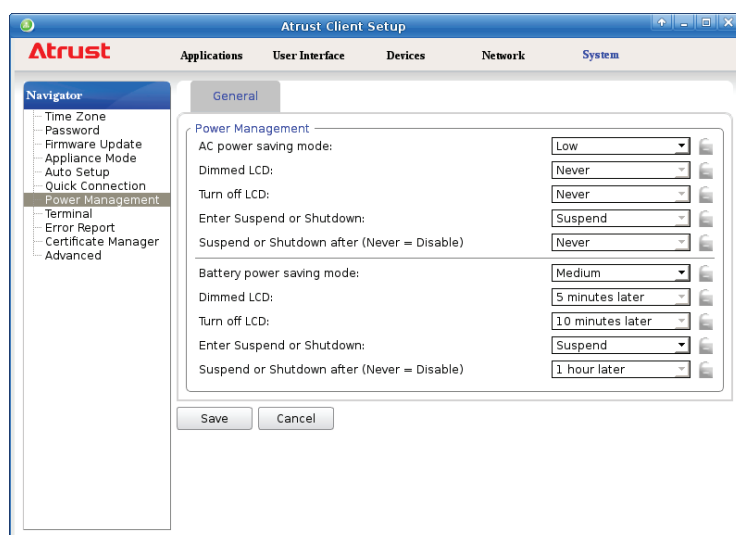 Atrust Client Setup
Atrust
Applications User Interface Devices Network System
Navigator
Time Zone
Password
Firmware Update
Appliance Mode
Auto Setup
Quick Connection
Power Management
Terminal
Error Report
Certificate Manager
Advanced
General
Power Management
AC power saving mode: Low
Dimmed LCD: Never
Turn off LCD: Never
Enter Suspend or Shutdown: Suspend
Suspend or Shutdown after (Never = Disable) Never
Battery power saving mode: Medium
Dimmed LCD: 5 minutes later
Turn off LCD: 10 minutes later
Enter Suspend or Shutdown: Suspend
Suspend or Shutdown after (Never = Disable) 1 hour later
Save Cancel